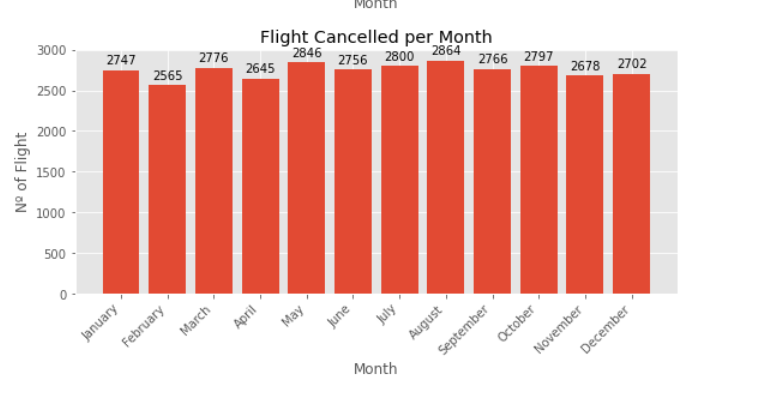 Month
Flight Cancelled per Month
3000
2500
2000
1500
1000
500
0
Nº of Flight
2747
2565
2776
2645
2846
2756
2800
2864
2766
2797
2678
2702
January
February
March
April
May
June
July
August
September
October
November
December
Month